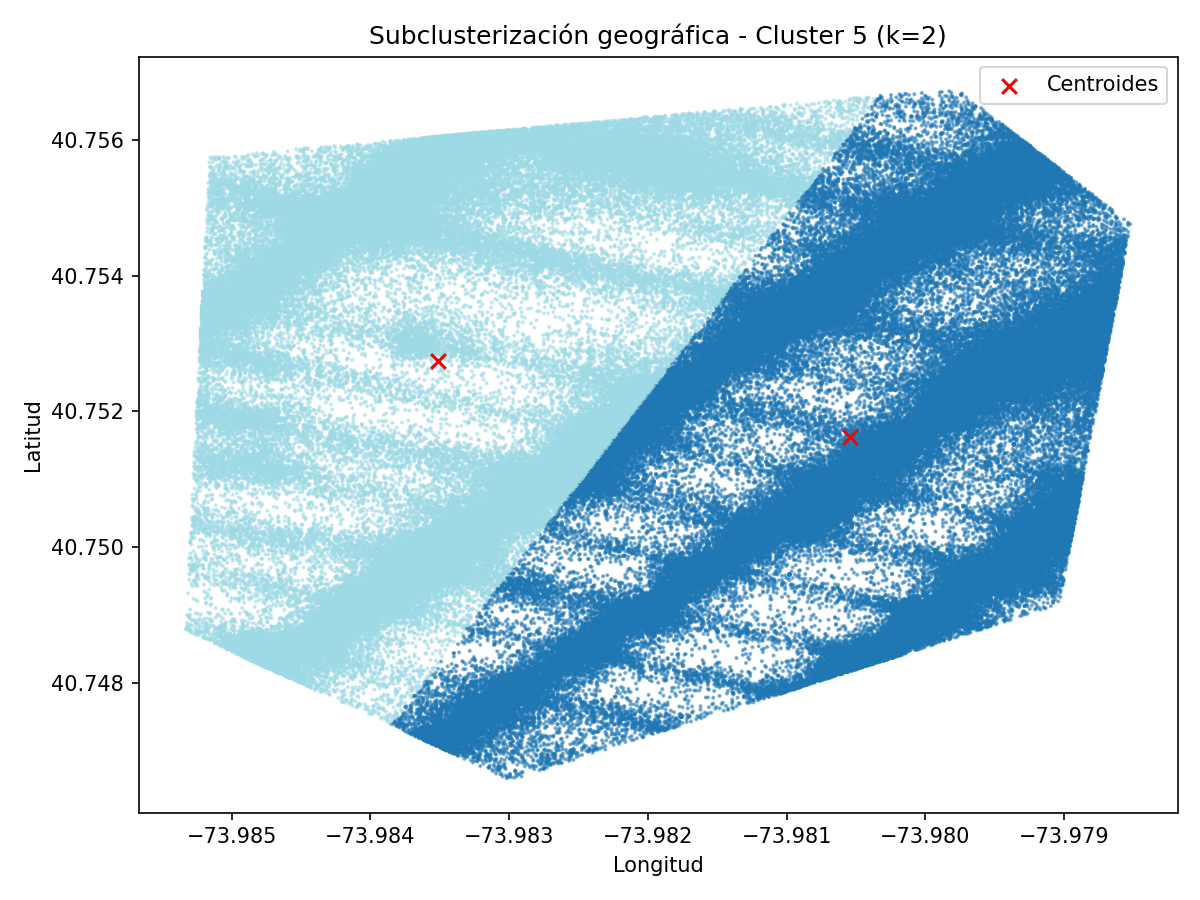 Subclusterización geográfica - Cluster 5 (k=2)
Centroides
40.756
40.754
40.752
40.750
40.748
Latitud
−73.985 −73.984 −73.983 −73.982 −73.981 −73.980 −73.979
Longitud